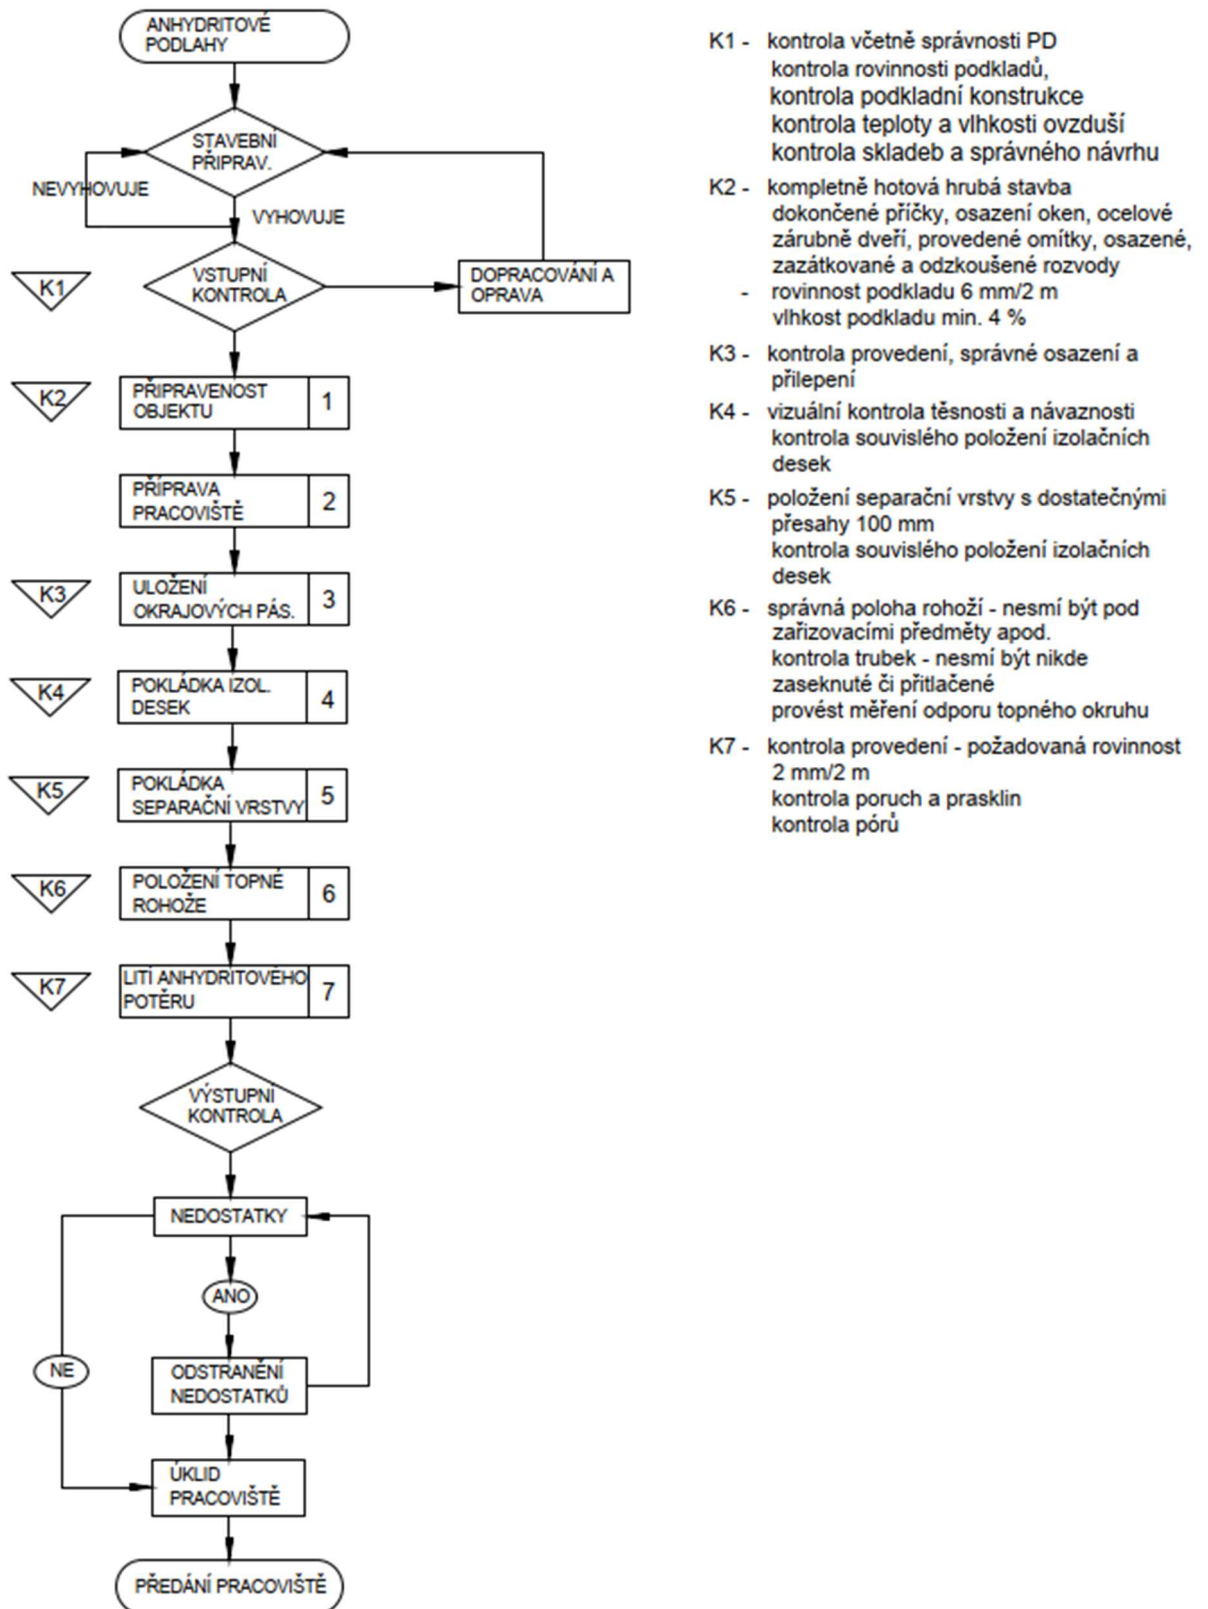 ANHYDRITOVÉ
PODLAHY
STAVEBNÍ
PŘIPRAV.
NEVYHOVUJE
VYHOVUJE
K1
VSTUPNÍ
KONTROLA
DOPRACOVÁNÍ A
OPRAVA
K2
PŘIPRAVENOST
OBJEKTU
1
PŘÍPRAVA
PRACOVIŠTĚ
2
K3
ULOŽENÍ
OKRAJOVÝCH PÁS.
3
K4
POKLÁDKA IZOL.
DESEK
4
K5
POKLÁDKA
SEPARAČNÍ VRSTVY
5
K6
POLOŽENÍ TOPNÉ
ROHOŽE
6
K7
LITÍ ANHYDRITOVÉHO
POTĚRU
7
VÝSTUPNÍ
KONTROLA
NEDOSTATKY
ANO
NE
ODSTRANĚNÍ
NEDOSTATKŮ
ÚKLID
PRACOVIŠTĚ
PŘEDÁNÍ PRACOVIŠTĚ
K1 - kontrola včetně správnosti PD
kontrola rovinnosti podkladů,
kontrola podkladní konstrukce
kontrola teploty a vlhkosti ovzduší
kontrola skladeb a správného návrhu
K2 - kompletně hotová hrubá stavba
dokončené příčky, osazení oken, ocelové
zárubně dveří, provedené omítky, osazené,
zazátkované a odzkoušené rozvody
- rovinnost podkladu 6 mm/2 m
vlhkost podkladu min. 4 %
K3 - kontrola provedení, správné osazení a
přilepení
K4 - vizuální kontrola těsnosti a návaznosti
kontrola souvislého položení izolačních
desek
K5 - položení separační vrstvy s dostatečnými
přesahy 100 mm
kontrola souvislého položení izolačních
desek
K6 - správná poloha rohoží - nesmí být pod
zařizovacími předměty apod.
kontrola trubek - nesmí být nikde
zaseknuté či přitlačené
provést měření odporu topného okruhu
K7 - kontrola provedení - požadovaná rovinnost
2 mm/2 m
kontrola poruch a prasklin
kontrola pórů